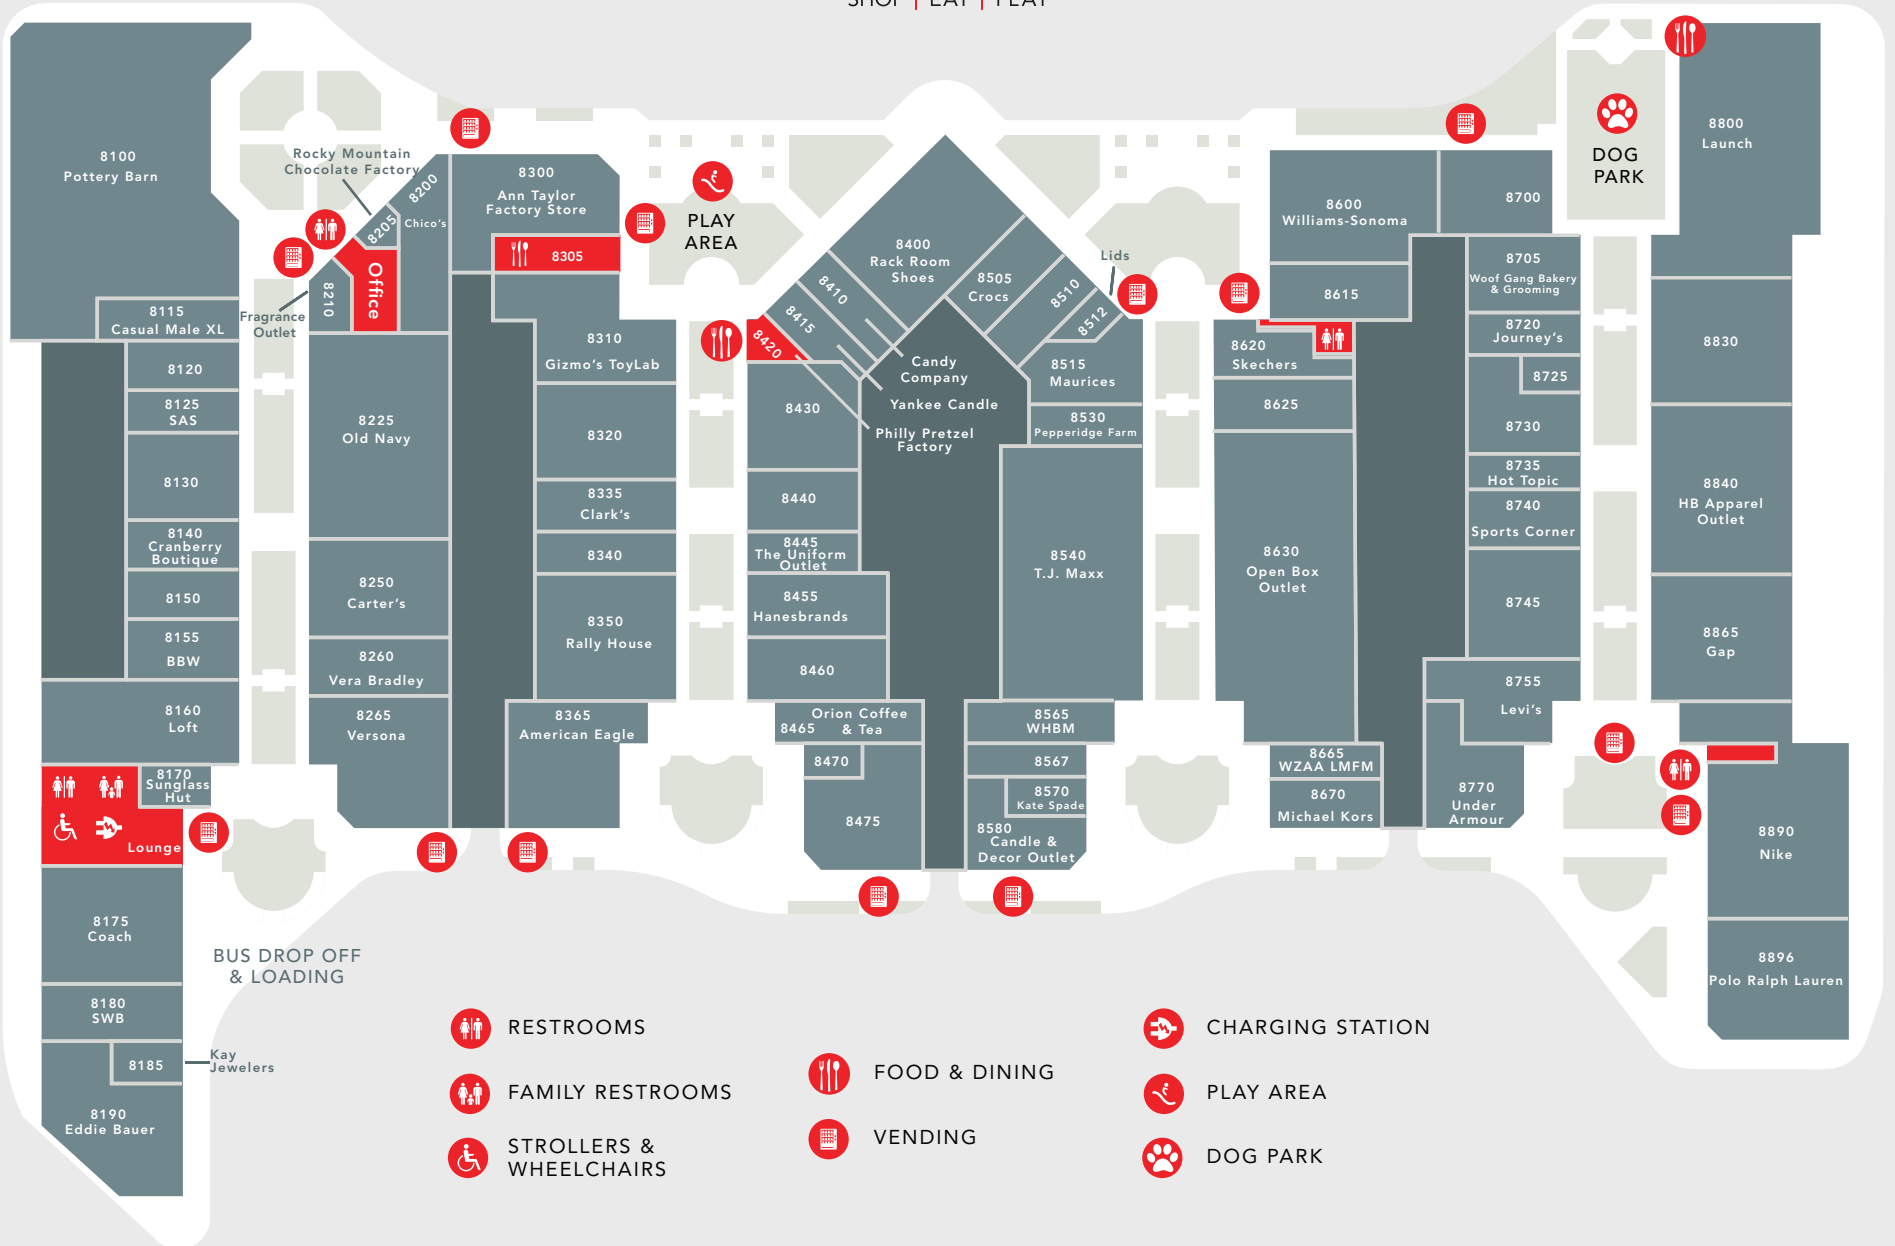 SHOP | EAT | PLAY
8100
Pottery Barn
8115
Casual Male XL
8120
8125
SAS
8130
8140
Cranberry
Boutique
8150
8155
BBW
8160
Loft
8170
Sunglass
Hut
Lounge
8175
Coach
8180
SWB
8185
Kay
Jewelers
8190
Eddie Bauer
BUS DROP OFF
& LOADING
Rocky Mountain
Chocolate Factory
8200
Chico's
8205
Office
8210
Fragrance
Outlet
8225
Old Navy
8250
Carter's
8260
Vera Bradley
8265
Versona
8300
Ann Taylor
Factory Store
8305
8310
Gizmo's ToyLab
8320
8335
Clark's
8340
8350
Rally House
8365
American Eagle
PLAY
AREA
8400
Rack Room
Shoes
8410
8415
8420
Candy
Company
Yankee Candle
Philly Pretzel
Factory
8430
8440
8445
The Uniform
Outlet
8455
Hanesbrands
8460
8465
Orion Coffee
& Tea
8470
8475
8505
Crocs
8510
8512
Lids
8515
Maurices
8530
Pepperidge Farm
8540
T.J. Maxx
8565
WHBM
8567
8570
Kate Spade
8580
Candle &
Decor Outlet
8600
Williams-Sonoma
8615
8620
Skechers
8625
8630
Open Box
Outlet
8665
WZAA LMFM
8670
Michael Kors
8700
8705
Woof Gang Bakery
& Grooming
8720
Journey's
8725
8730
8735
Hot Topic
8740
Sports Corner
8745
8755
Levi's
8770
Under
Armour
DOG
PARK
8800
Launch
8830
8840
HB Apparel
Outlet
8865
Gap
8890
Nike
8896
Polo Ralph Lauren
RESTROOMS
FAMILY RESTROOMS
STROLLERS &
WHEELCHAIRS
FOOD & DINING
VENDING
CHARGING STATION
PLAY AREA
DOG PARK